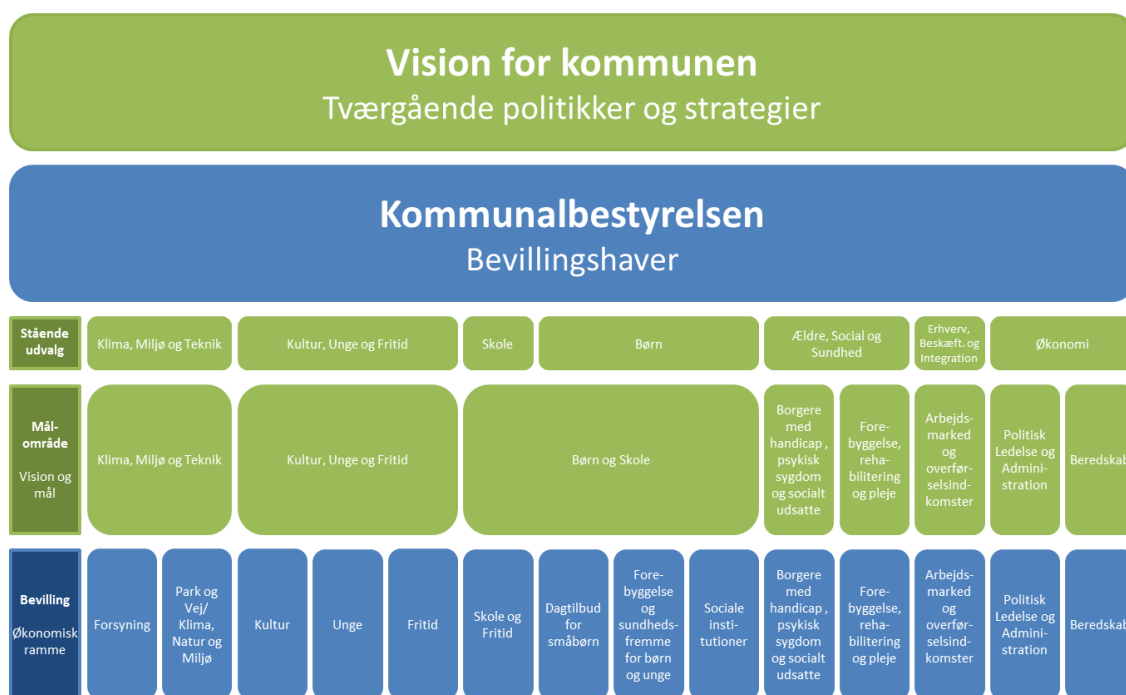 Vision for kommunen
Tværgående politikker og strategier
Kommunalbestyrelsen
Bevillingshaver
Stående
udvalg
Klima, Miljø og Teknik
Kultur, Unge og Fritid
Skole
Børn
Ældre, Social og
Sundhed
Erhverv,
Beskæft. og
Integration
Økonomi
Mål-
område
Vision og
mål
Klima, Miljø og Teknik
Kultur, Unge og Fritid
Børn og Skole
Borgere
med
handicap ,
psykisk
sygdom
og socialt
udsatte
Fore-
byggelse,
reha-
bilitering
og pleje
Arbejds-
marked
og
overfør-
selsind-
komster
Politisk
Ledelse og
Admini-
stration
Beredskab
Bevilling
Økonomisk
ramme
Forsyning
Park og
Vej/
Klima,
Natur og
Miljø
Kultur
Unge
Fritid
Skole og
Fritid
Dagtilbud
for
småbørn
Fore-
byggelse
og
sundheds-
fremme
for børn
og unge
Sociale
insti-
tutioner
Borgere
med
handicap ,
psykisk
sygdom
og socialt
udsatte
Fore-
byggelse,
reha-
bilitering
og pleje
Arbejds-
marked
og
overfør-
selsind-
komster
Politisk
Ledelse og
Admini-
stration
Beredskab